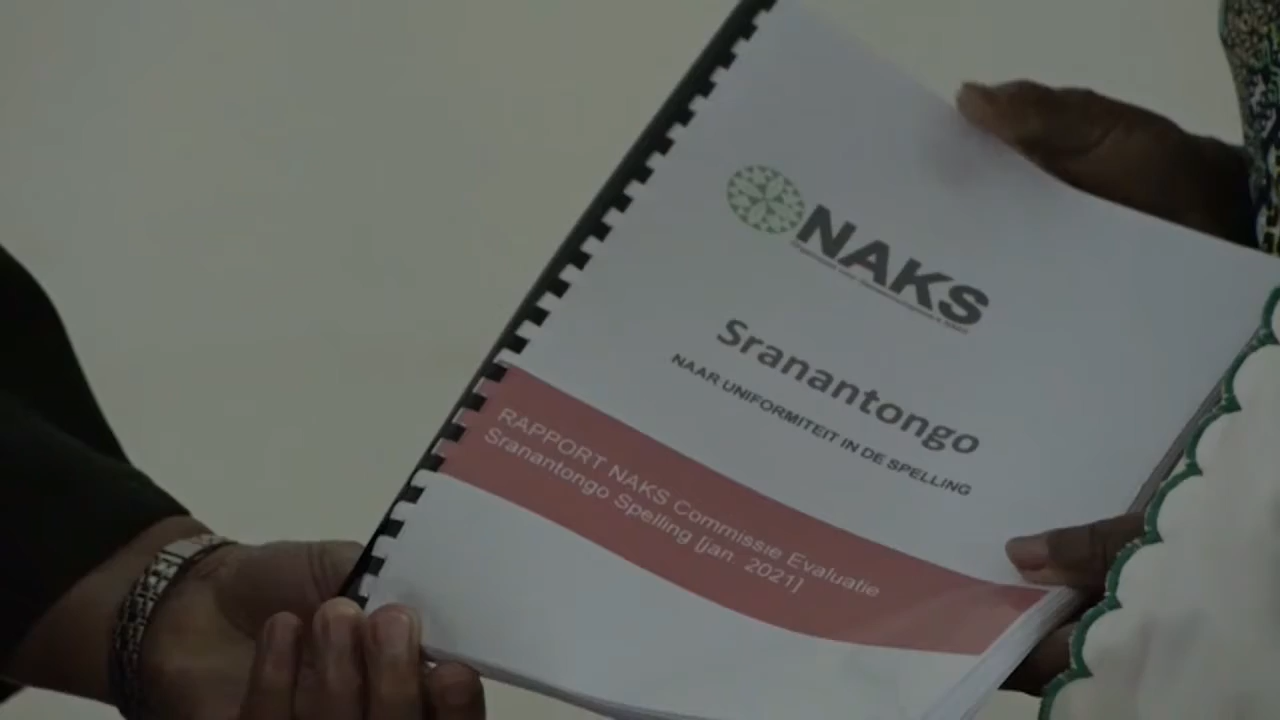 NAKS
Sranantongo
NAAR UNIFORMITEIT IN DE SPELLING
RAPPORT NAKS Commissie Evaluatie
Sranantongo Spelling [jan. 2021]